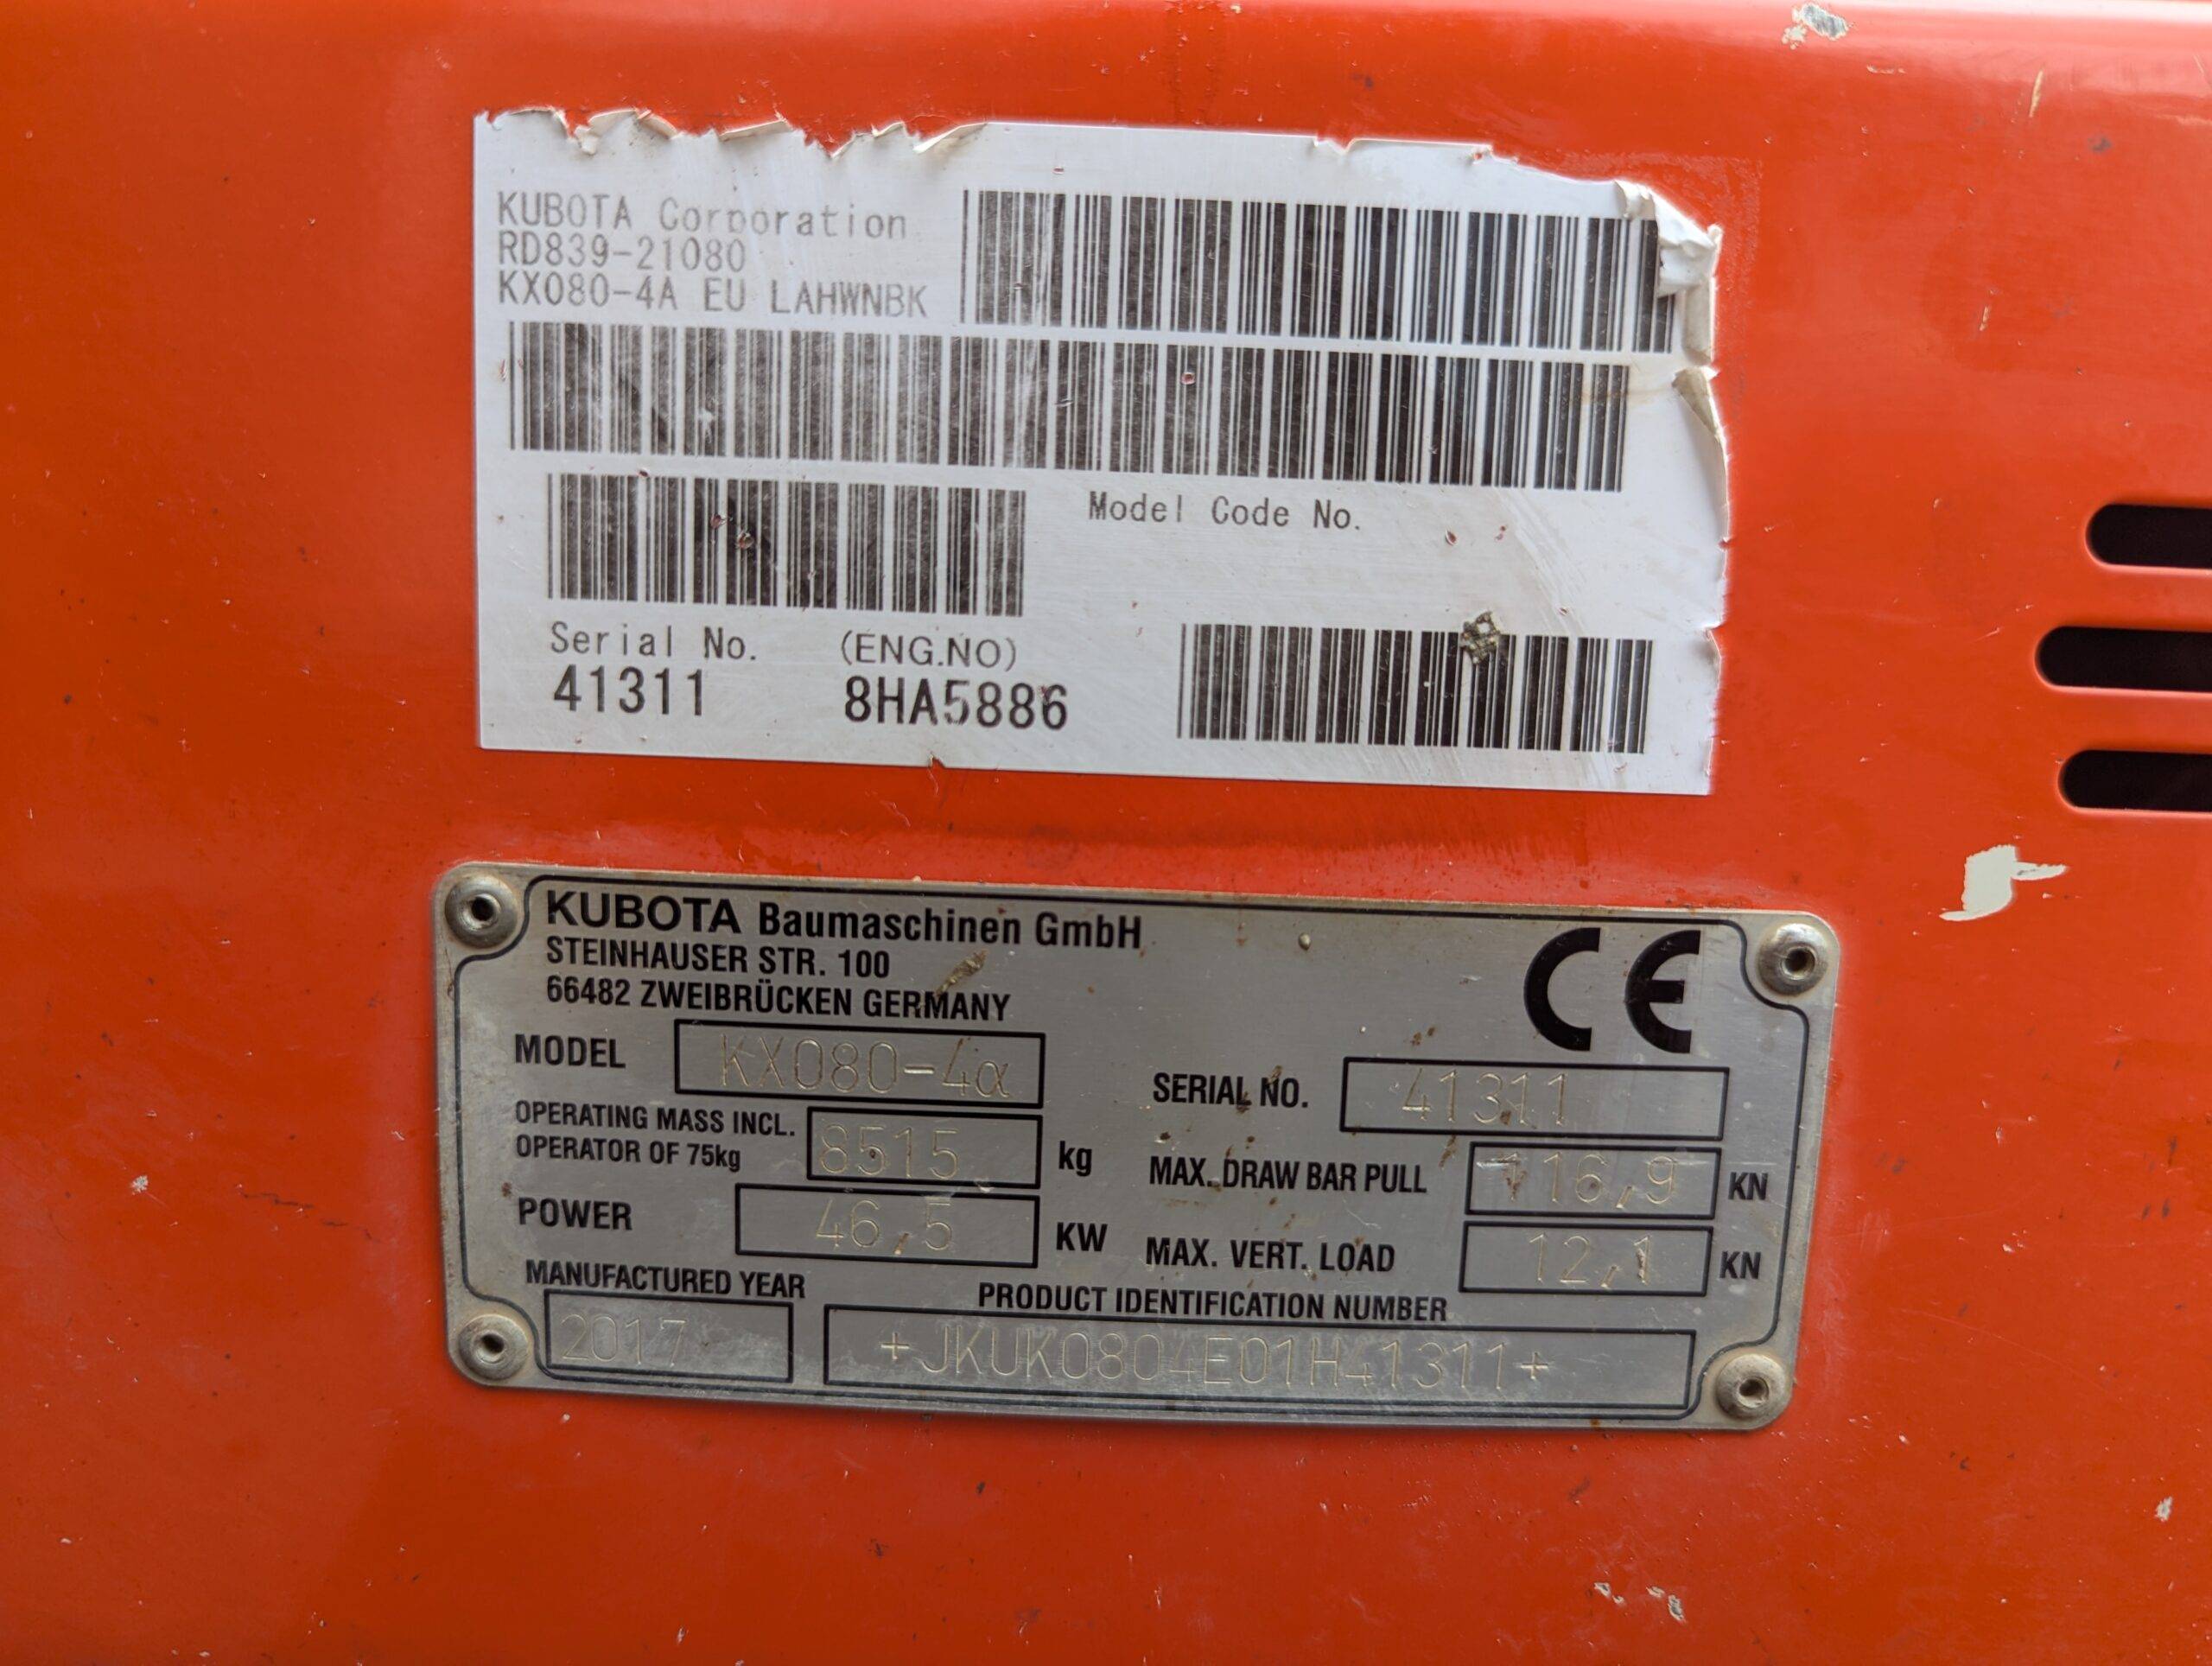 KUBOTA Corporation
RD839-21080
KX080-4A EU LAHWNBK
Model Code No.
Serial No. (ENG.NO)
41311 8HA5886
KUBOTA Baumaschinen GmbH
STEINHAUSER STR. 100
66482 ZWEIBRÜCKEN GERMANY
CE
MODEL KX080-4α
SERIAL NO. 41311
OPERATING MASS INCL.
OPERATOR OF 75kg 8515 kg
MAX. DRAW BAR PULL 116,9 KN
POWER 46,5 KW
MAX. VERT. LOAD 12,1 KN
MANUFACTURED YEAR
2017
PRODUCT IDENTIFICATION NUMBER
+JKUK0804E01H41311+